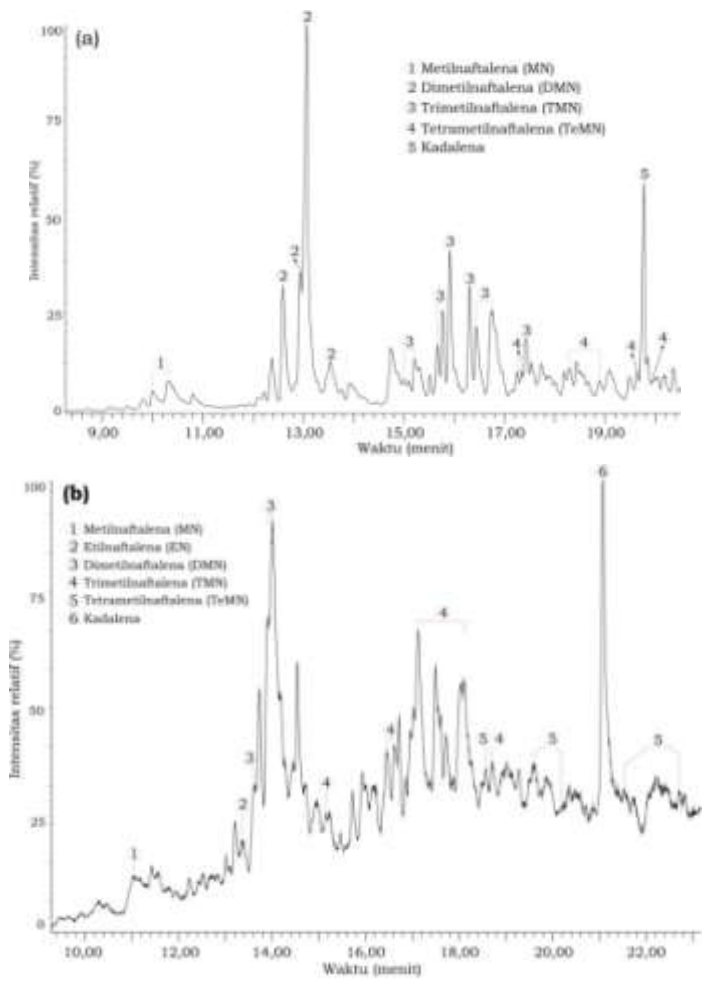 (a)
2
1 Metilnaftalena (MN)
2 Dimetilnaftalena (DMN)
3 Trimetilnaftalena (TMN)
4 Tetrametilnaftalena (TeMN)
5 Kadalena
Intensitas relatif (%)
100
75
50
25
0
1
2
2
2
3
3
3
3
3
4
3
4
4
5
4
9,00 11,00 13,00 15,00 17,00 19,00
Waktu (menit)
(b)
1 Metilnaftalena (MN)
2 Etilnaftalena (EN)
3 Dimetilnaftalena (DMN)
4 Trimetilnaftalena (TMN)
5 Tetrametilnaftalena (TeMN)
6 Kadalena
Intensitas relatif (%)
100
75
50
25
0
1
2
3
3
4
4
4
5 4
5
6
5
10,00 12,00 14,00 16,00 18,00 20,00 22,00
Waktu (menit)